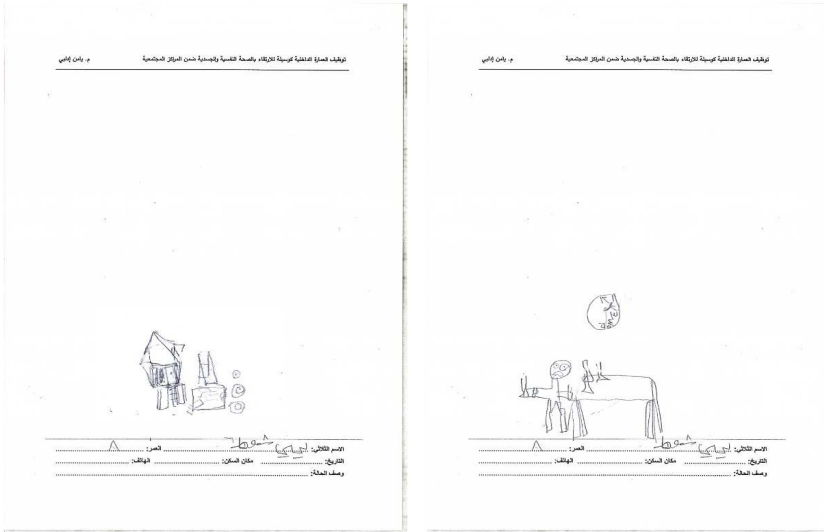 توظيف العمارة الداخلية كوسيلة للارتقاء بالصحة النفسية والجسدية ضمن المراكز المجتمعية م. يامن إدلبي
الاسم الثلاثي: العمر: ٨
التاريخ: مكان السكن: الهاتف:
وصف الحالة:
توظيف العمارة الداخلية كوسيلة للارتقاء بالصحة النفسية والجسدية ضمن المراكز المجتمعية م. يامن إدلبي
الاسم الثلاثي: العمر: ٨
التاريخ: مكان السكن: الهاتف:
وصف الحالة: